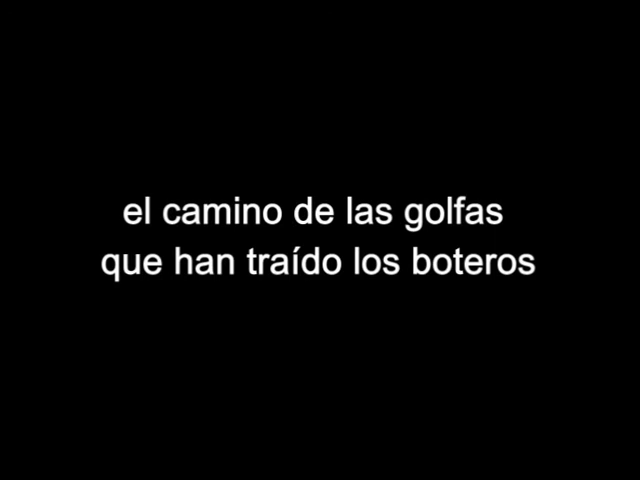 el camino de las golfas
que han traído los boteros